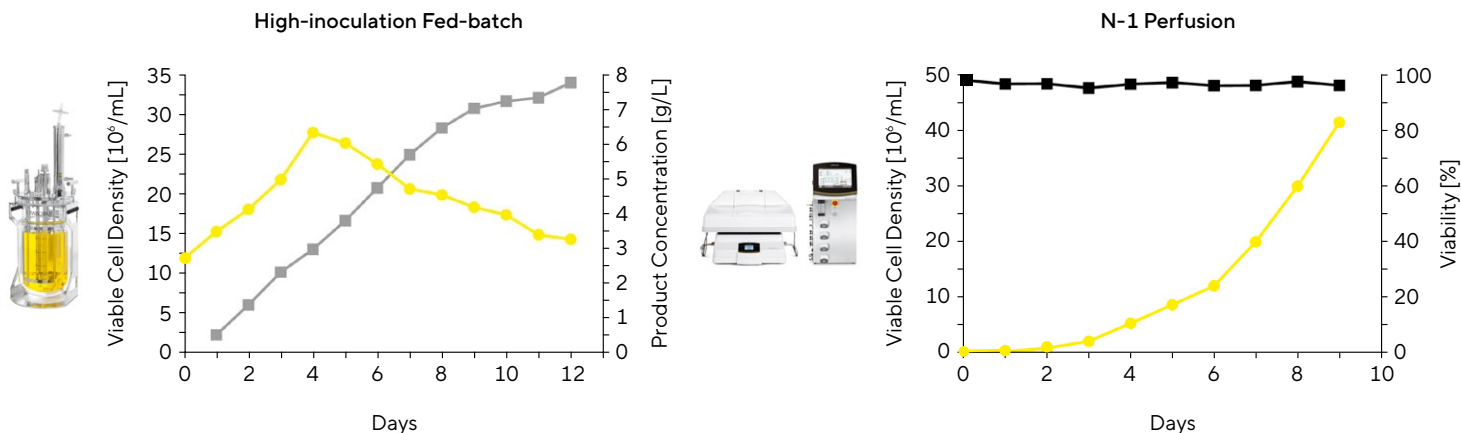 High-inoculation Fed-batch
Viable Cell Density [10⁶/mL]
35
30
25
20
15
10
5
0
0 2 4 6 8 10 12
Days
8
7
6
5
4
3
2
1
0
Product Concentration [g/L]
N-1 Perfusion
Viable Cell Density [10⁶/mL]
50
40
30
20
10
0
0 2 4 6 8 10
Days
100
80
60
40
20
0
Viability [%]